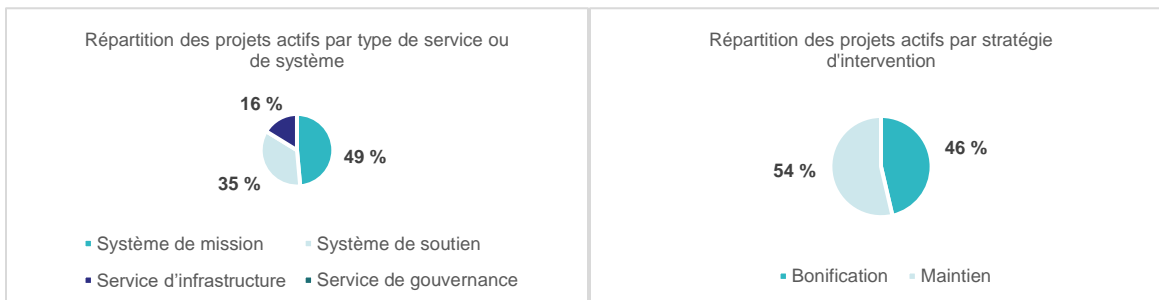 Répartition des projets actifs par type de service ou
de système
16 %
49 %
35 %
Système de mission
Système de soutien
Service d'infrastructure
Service de gouvernance
Répartition des projets actifs par stratégie
d'intervention
46 %
54 %
Bonification
Maintien